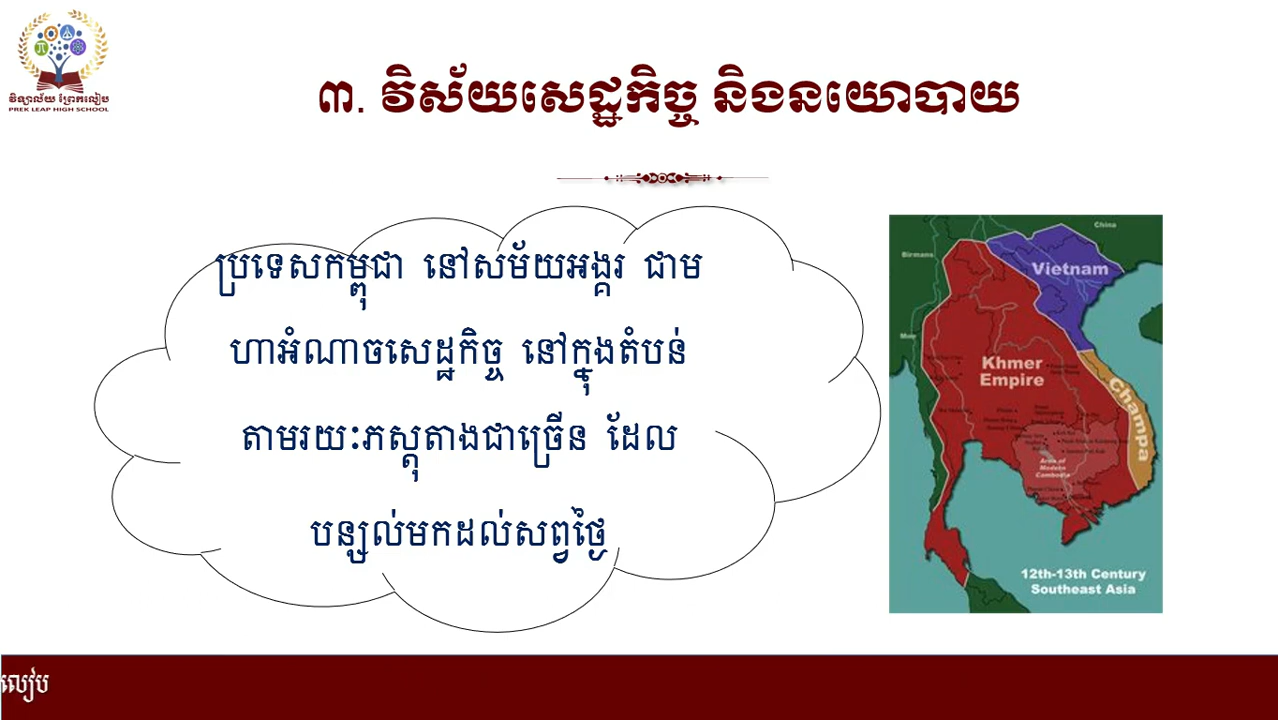 វិទ្យាល័យ ព្រែកលៀប
PREK LEAP HIGH SCHOOL
៣. វិស័យសេដ្ឋកិច្ច និងនយោបាយ
ប្រទេសកម្ពុជា នៅសម័យអង្គរ ជាម
ហាអំណាចសេដ្ឋកិច្ច នៅក្នុងតំបន់
តាមរយៈភស្តុតាងជាច្រើន ដែល
បន្សល់មកដល់សព្វថ្ងៃ
China
Birmans
Vietnam
Mon
Khmer
Empire
Champa
Area of
Modern
Cambodia
12th-13th Century
Southeast Asia
លៀប